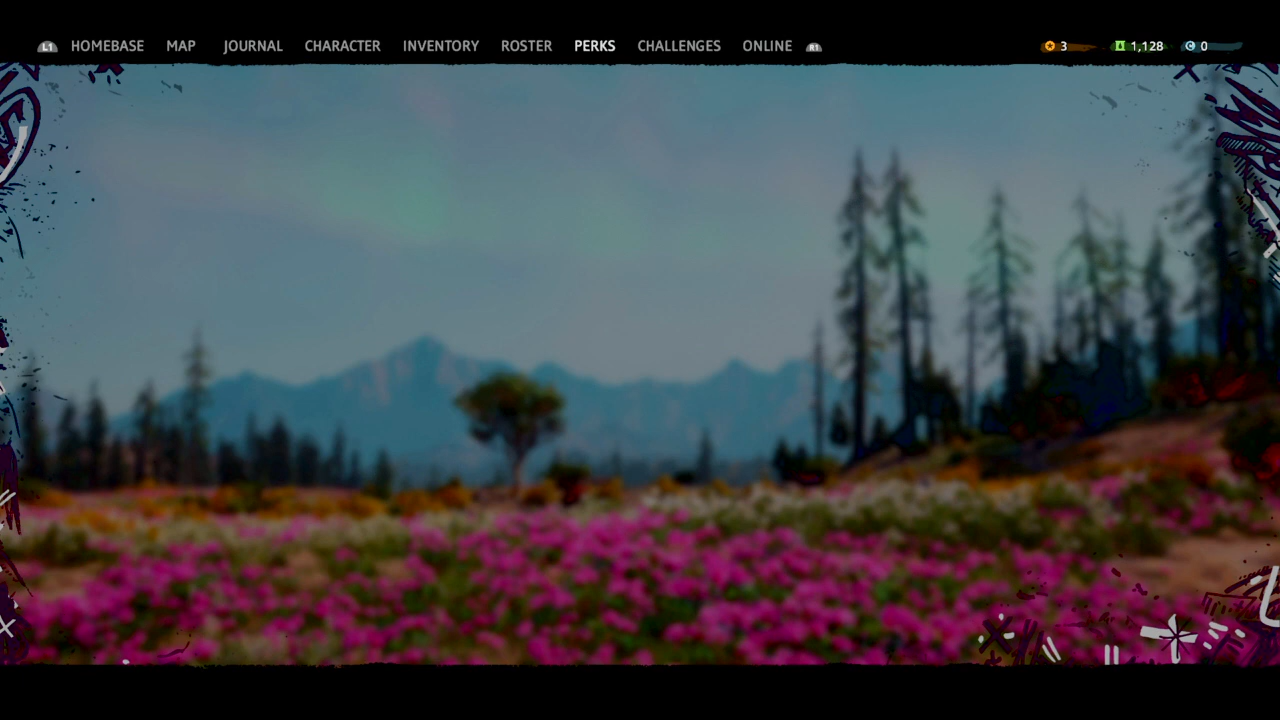 L1 HOMEBASE MAP JOURNAL CHARACTER INVENTORY ROSTER PERKS CHALLENGES ONLINE R1 3 1,128 0